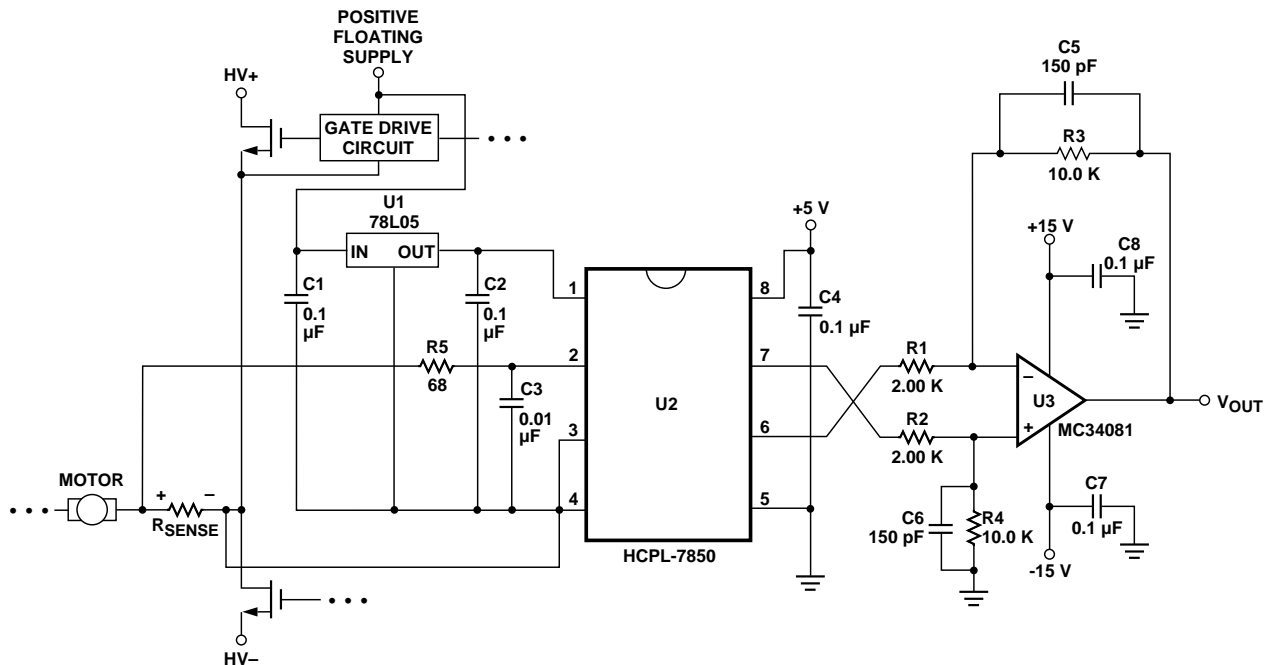 POSITIVE
FLOATING
SUPPLY
HV+
GATE DRIVE
CIRCUIT
• • •
U1
78L05
IN OUT
C1
0.1
µF
C2
0.1
µF
R5
68
C3
0.01
µF
MOTOR
• • •
+ –
RSENSE
• • •
HV–
1
2
3
4
8
7
6
5
U2
HCPL-7850
+5 V
C4
0.1 µF
R1
2.00 K
R2
2.00 K
C5
150 pF
R3
10.0 K
+15 V
C8
0.1 µF
–
+
U3
MC34081
VOUT
C6
150 pF
R4
10.0 K
C7
0.1 µF
-15 V